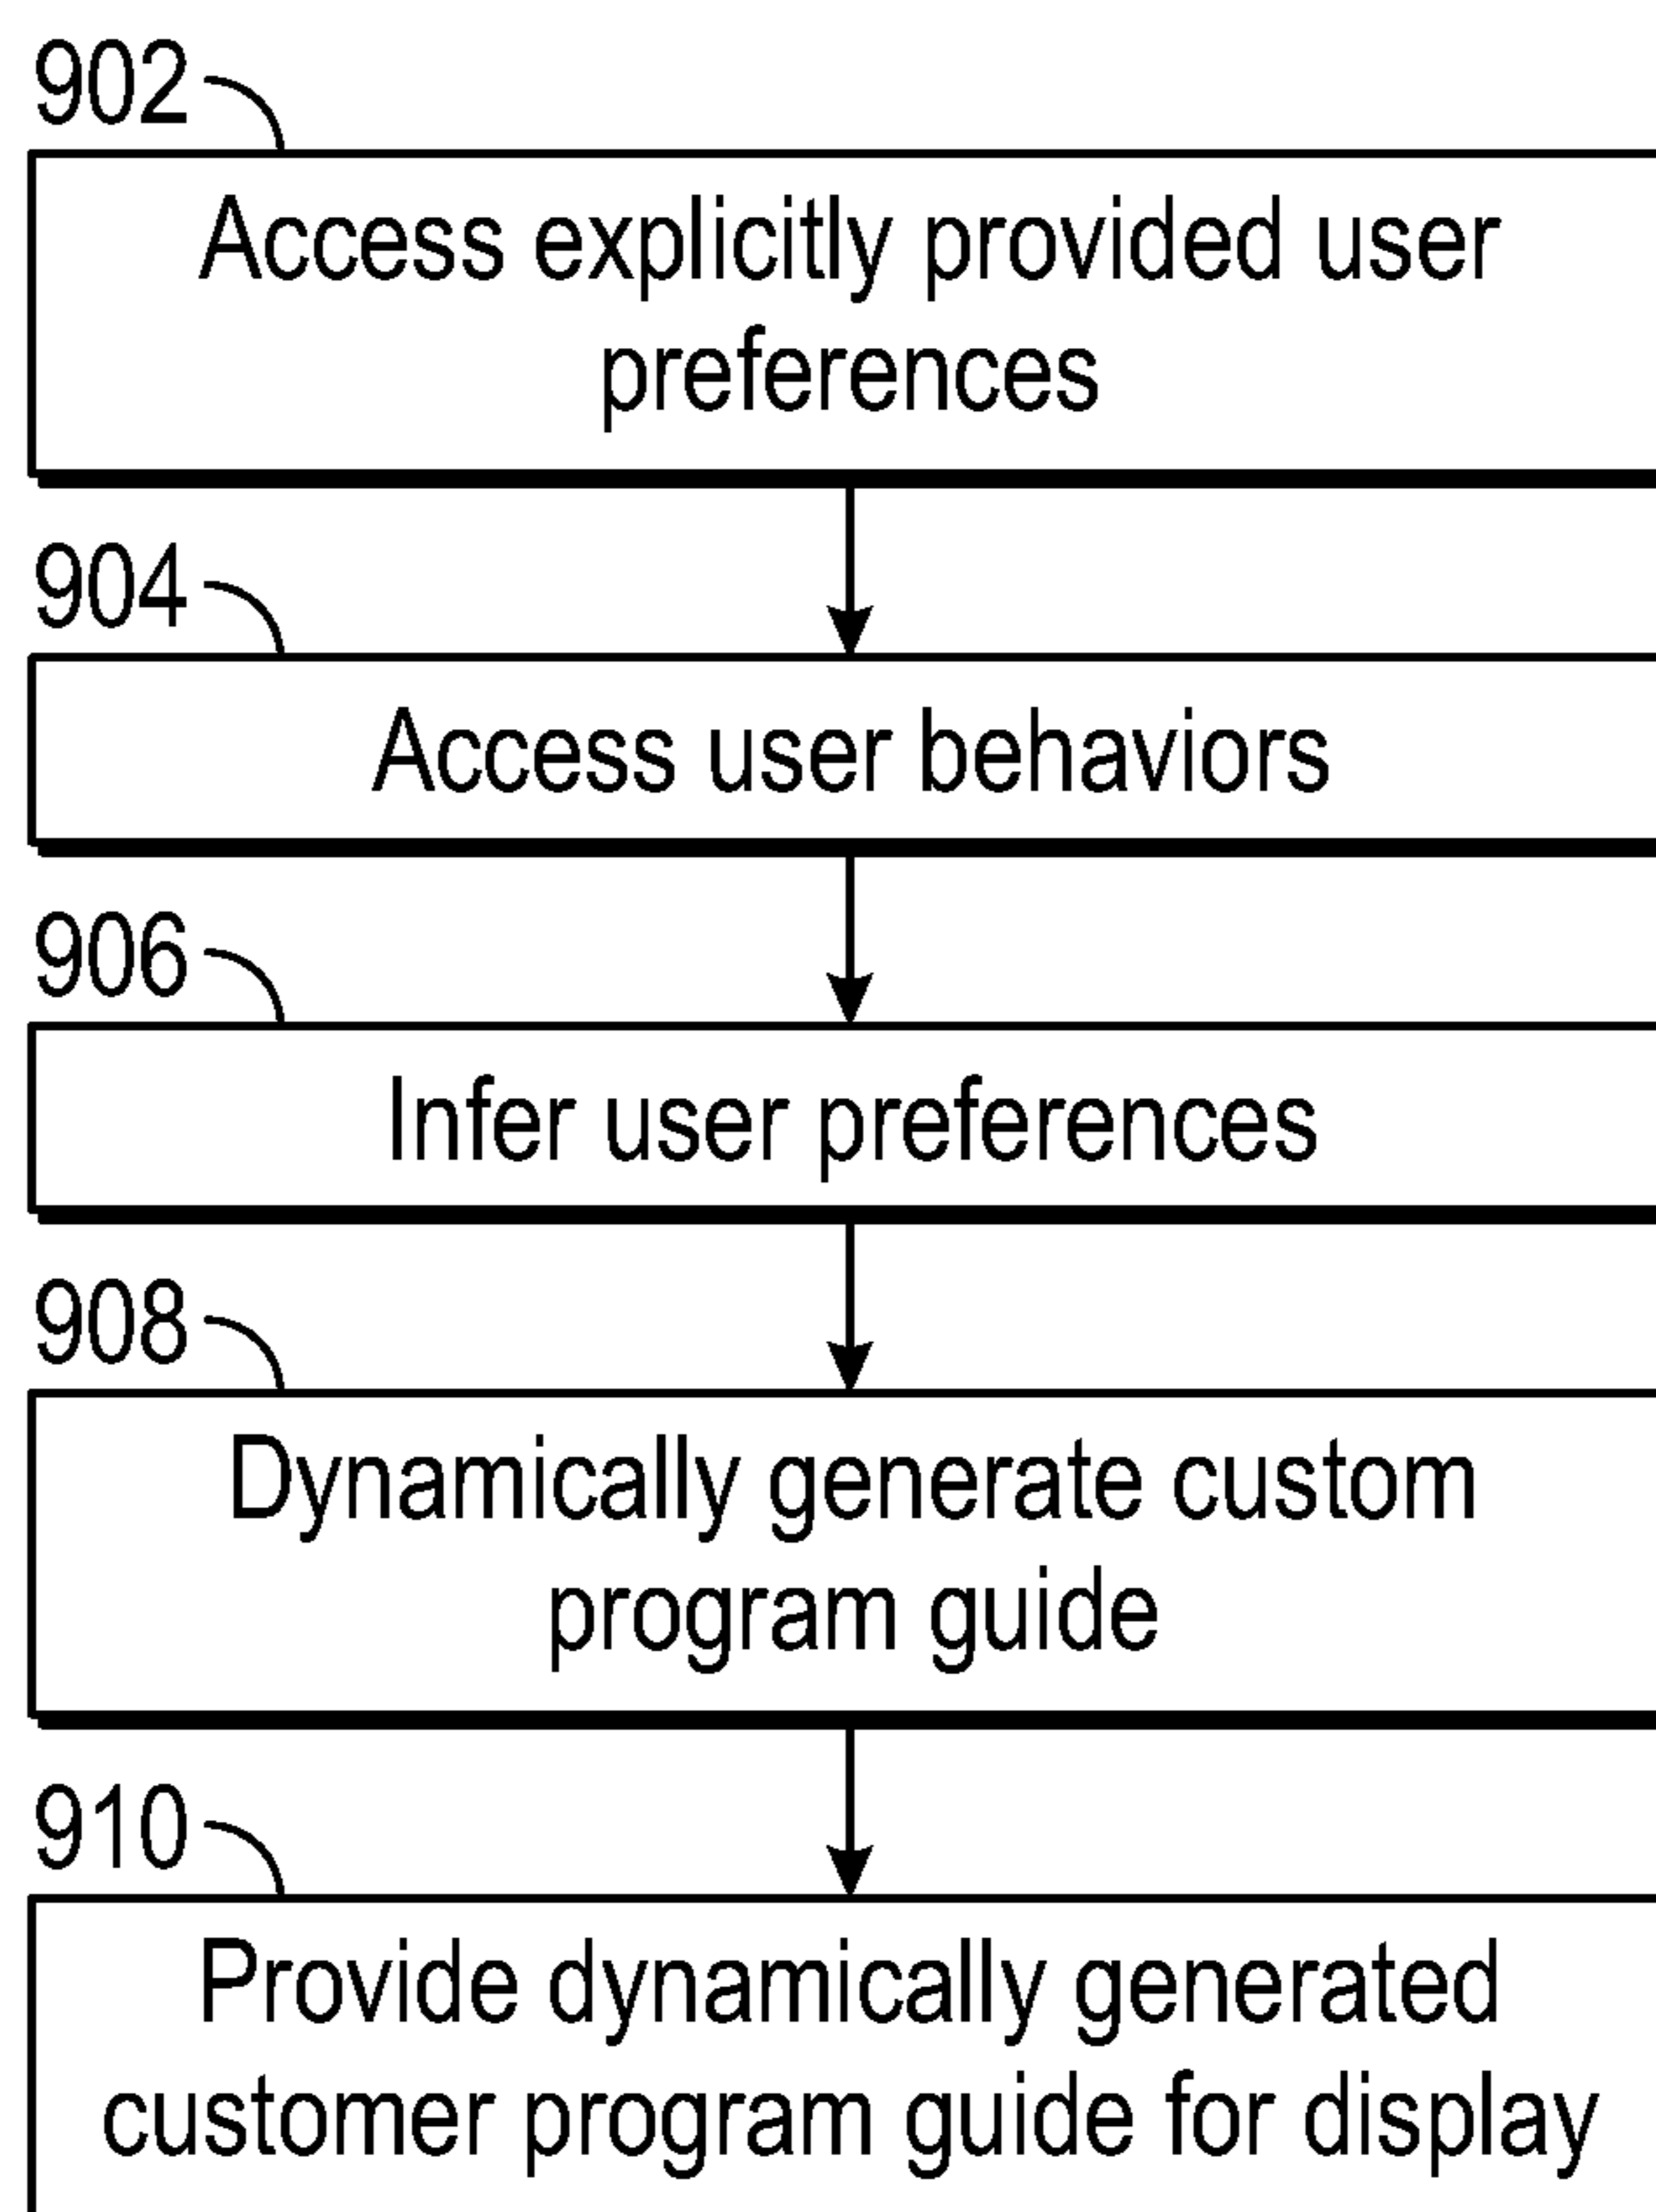 902
Access explicitly provided user
preferences
904
Access user behaviors
906
Infer user preferences
908
Dynamically generate custom
program guide
910
Provide dynamically generated
customer program guide for display